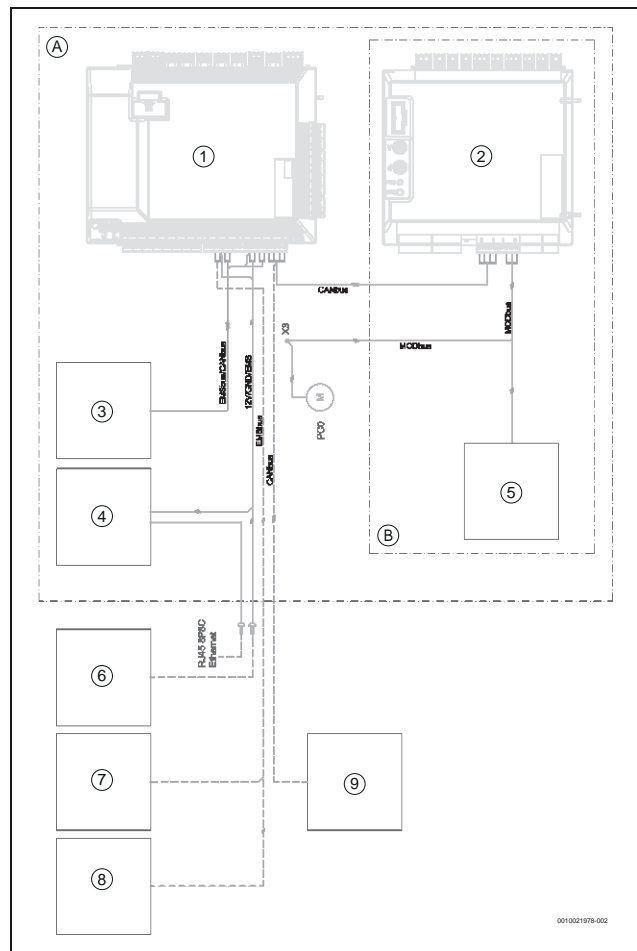 A
1
2
CANbus
MODbus
X3
MODbus
EMSbus/CANbus
12V/GND/EMS
EMSbus
CANbus
M
PC0
3
4
5
B
RJ45 8P8C
Ethernet
6
7
8
9
0010021978-002